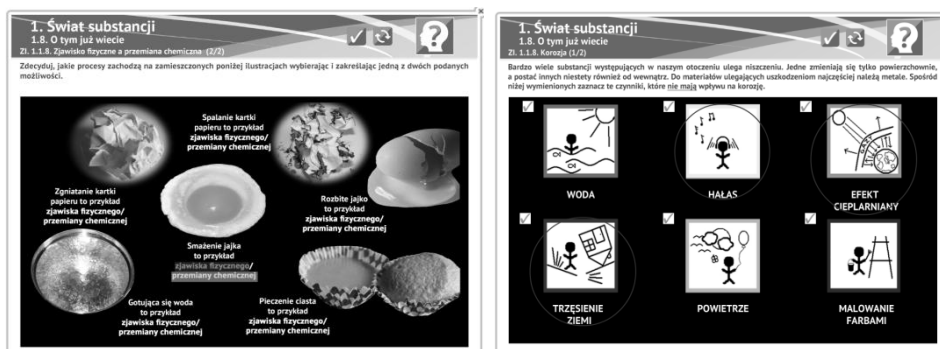 1. Świat substancji
1.8. O tym już wiecie
Zl. 1.1.8. Zjawisko fizyczne a przemiana chemiczna (2/2)
Zdecyduj, jakie procesy zachodzą na zamieszczonych poniżej ilustracjach wybierając i zakreślając jedną z dwóch podanych
możliwości.
Spalanie kartki
papieru to przykład
zjawiska fizycznego/
przemiany chemicznej
Zgniatanie kartki
papieru to przykład
zjawiska fizycznego/
przemiany chemicznej
Rozbite jajko
to przykład
zjawiska fizycznego/
przemiany chemicznej
Smażenie jajka
to przykład
zjawiska fizycznego/
przemiany chemicznej
Gotująca się woda
to przykład
zjawiska fizycznego/
przemiany chemicznej
Pieczenie ciasta
to przykład
zjawiska fizycznego/
przemiany chemicznej
1. Świat substancji
1.8. O tym już wiecie
Zl. 1.1.8. Korozja (1/2)
Bardzo wiele substancji występujących w naszym otoczeniu ulega niszczeniu. Jedne zmieniają się tylko powierzchownie,
a postać innych niestety również od wewnątrz. Do materiałów ulegających uszkodzeniom najczęściej należą metale. Spośród
niżej wymienionych zaznacz te czynniki, które nie mają wpływu na korozję.
WODA
HAŁAS
EFEKT
CIEPLARNIANY
TRZĘSIENIE
ZIEMI
POWIETRZE
MALOWANIE
FARBAMI